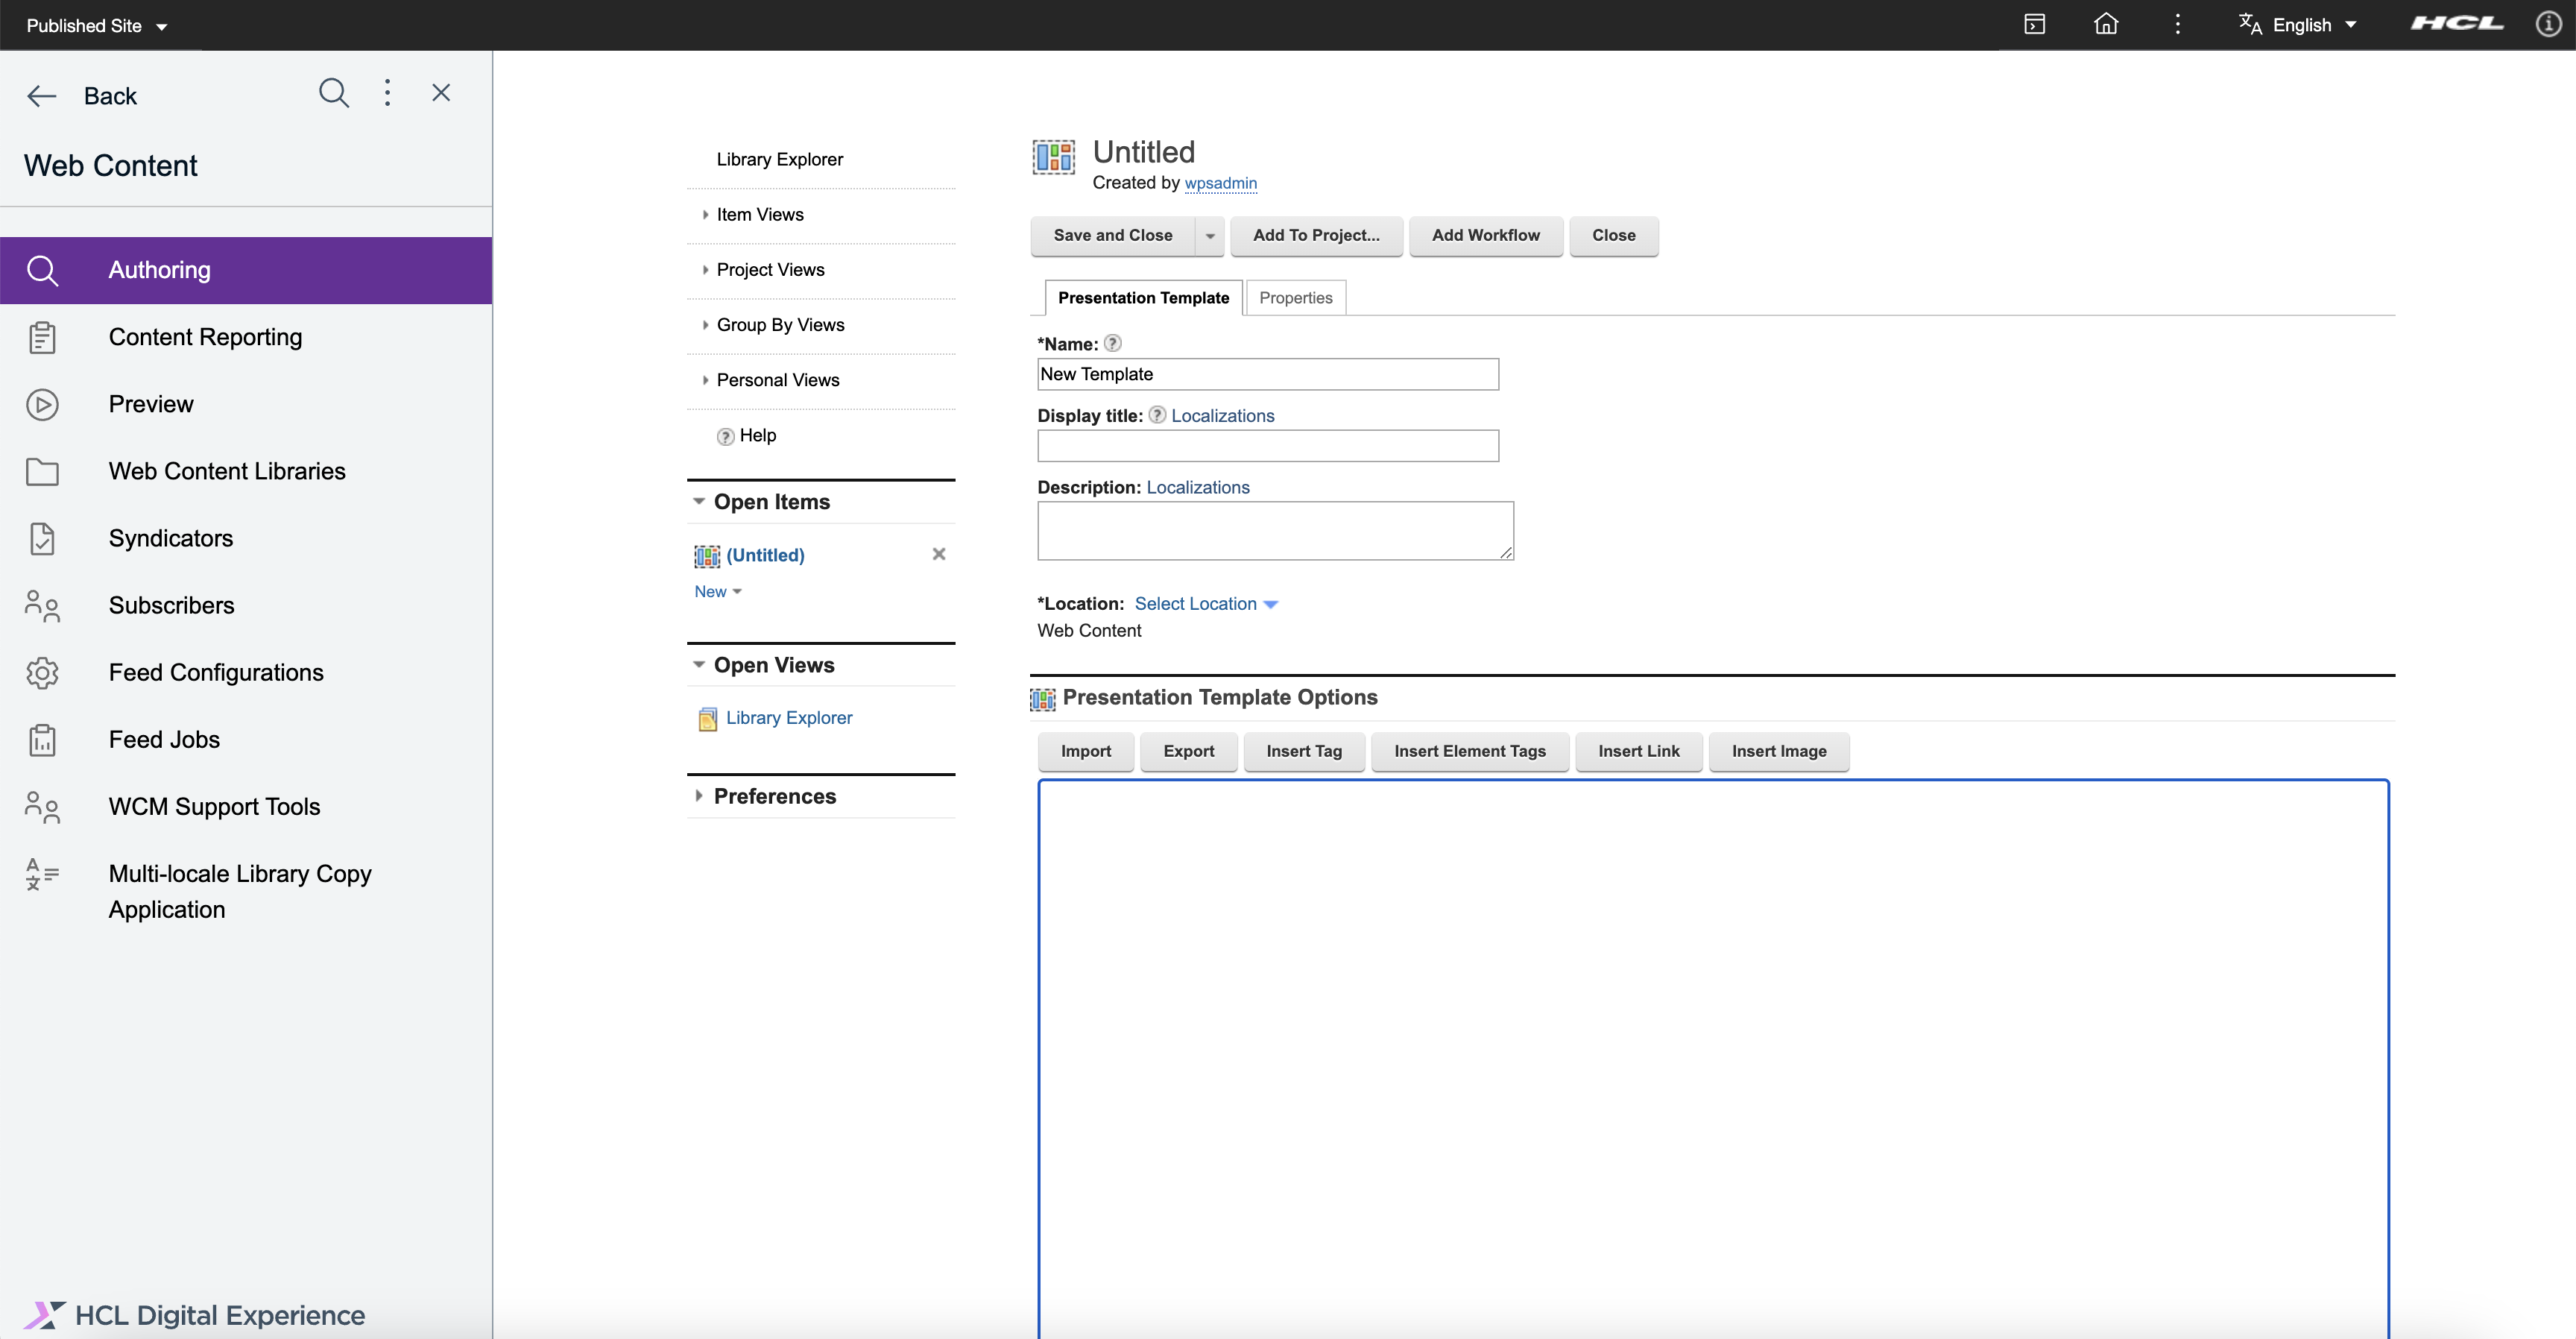 Published Site
English
HCL
Back
Web Content
Authoring
Content Reporting
Preview
Web Content Libraries
Syndicators
Subscribers
Feed Configurations
Feed Jobs
WCM Support Tools
Multi-locale Library Copy
Application
HCL Digital Experience
Library Explorer
Item Views
Project Views
Group By Views
Personal Views
? Help
Open Items
(Untitled)
New
Open Views
Library Explorer
Preferences
Untitled
Created by wpsadmin
Save and Close
Add To Project...
Add Workflow
Close
Presentation Template
Properties
*Name: ?
New Template
Display title: ? Localizations
Description: Localizations
*Location: Select Location
Web Content
Presentation Template Options
Import
Export
Insert Tag
Insert Element Tags
Insert Link
Insert Image